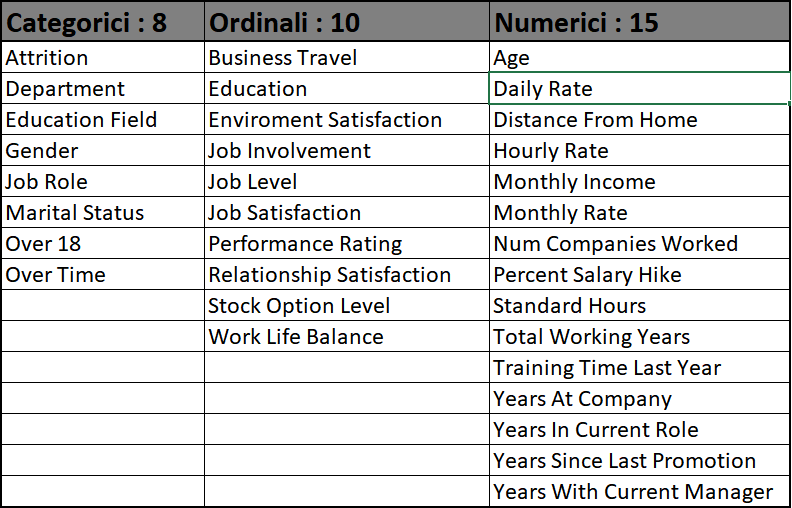 Categorici : 8 Ordinali : 10 Numerici : 15
Attrition Business Travel Age
Department Education Daily Rate
Education Field Enviroment Satisfaction Distance From Home
Gender Job Involvement Hourly Rate
Job Role Job Level Monthly Income
Marital Status Job Satisfaction Monthly Rate
Over 18 Performance Rating Num Companies Worked
Over Time Relationship Satisfaction Percent Salary Hike
Stock Option Level Standard Hours
Work Life Balance Total Working Years
Training Time Last Year
Years At Company
Years In Current Role
Years Since Last Promotion
Years With Current Manager